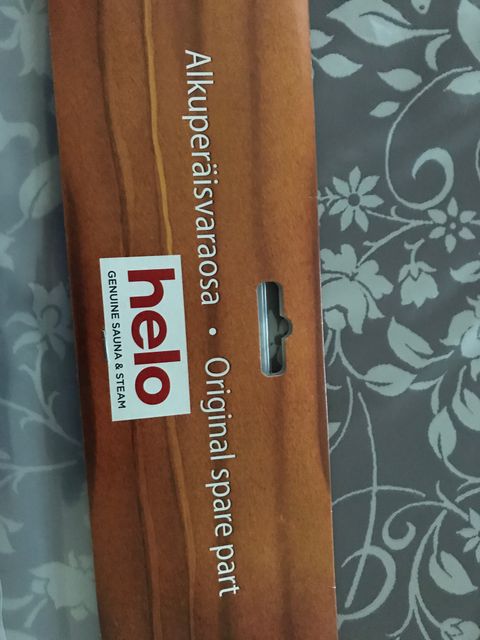 Alkuperäisvaraosa • Original spare part
helo
GENUINE SAUNA & STEAM